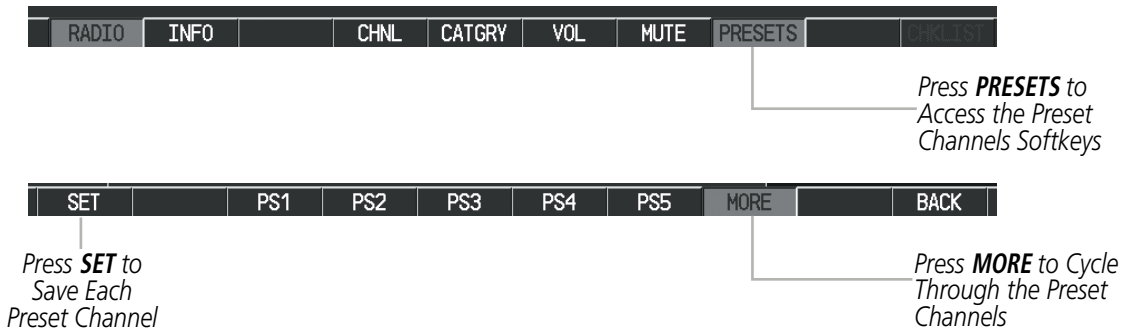 RADIO INFO CHNL CATGRY VOL MUTE PRESETS CHKLIST
Press PRESETS to
Access the Preset
Channels Softkeys
SET PS1 PS2 PS3 PS4 PS5 MORE BACK
Press SET to
Save Each
Preset Channel
Press MORE to Cycle
Through the Preset
Channels